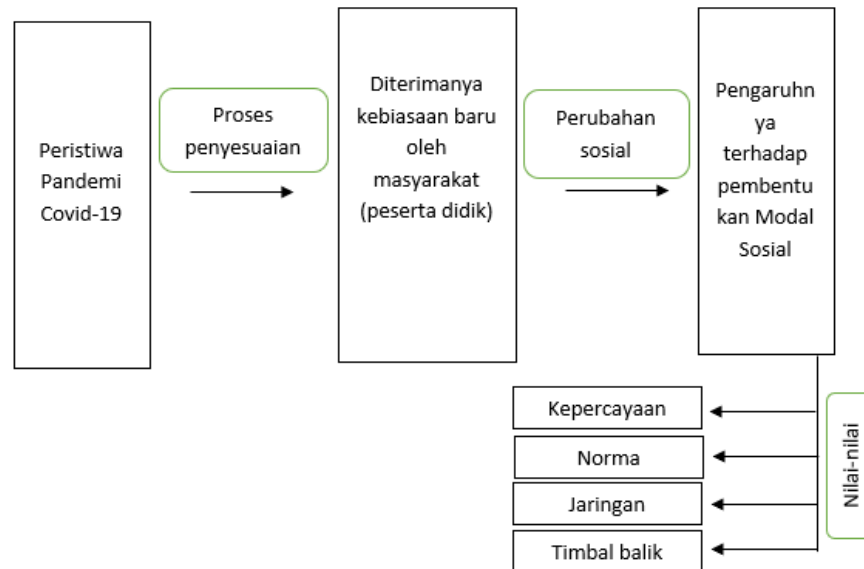 Peristiwa
Pandemi
Covid-19
Proses
penyesuaian
Diterimanya
kebiasaan baru
oleh
masyarakat
(peserta didik)
Perubahan
sosial
Pengaruhn
ya
terhadap
pembentu
kan Modal
Sosial
Kepercayaan
Norma
Jaringan
Timbal balik
Nilai-nilai